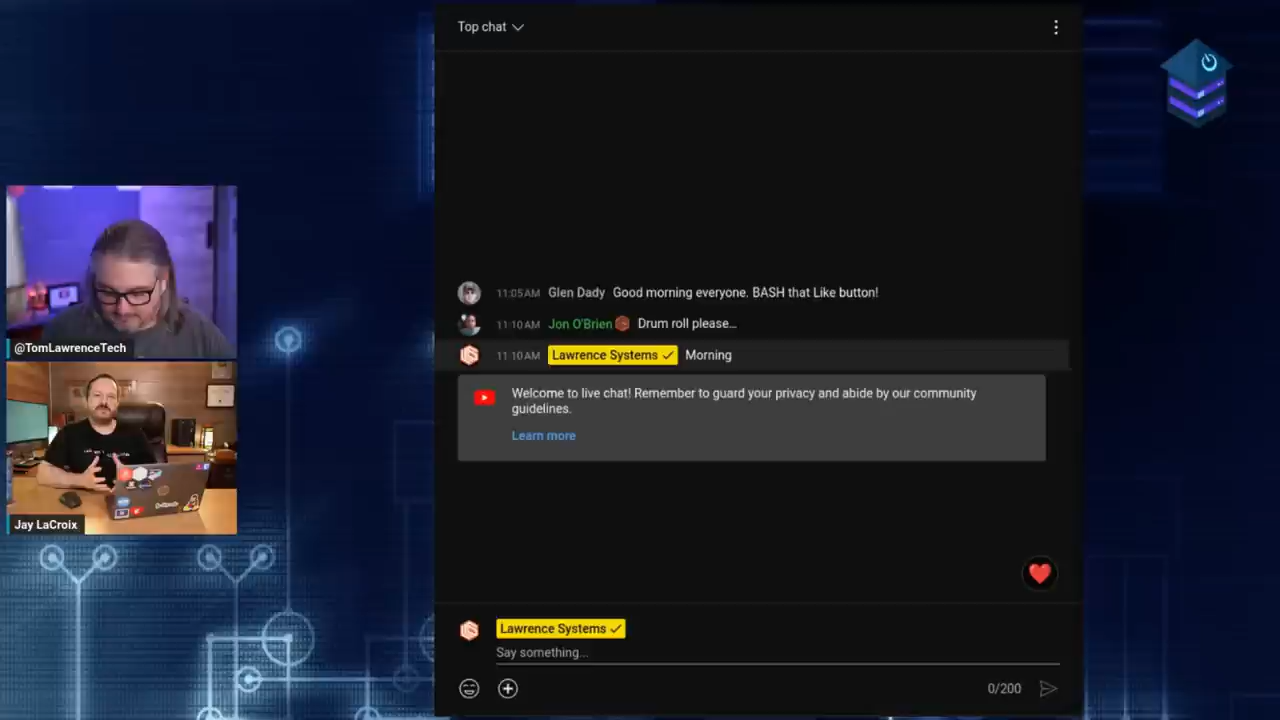 Top chat
11:05 AM Glen Dady Good morning everyone. BASH that Like button!
11:10 AM Jon O'Brien Drum roll please…
11:10 AM Lawrence Systems Morning
Welcome to live chat! Remember to guard your privacy and abide by our community
guidelines.
Learn more
@TomLawrenceTech
Jay LaCroix
Lawrence Systems
Say something...
0/200